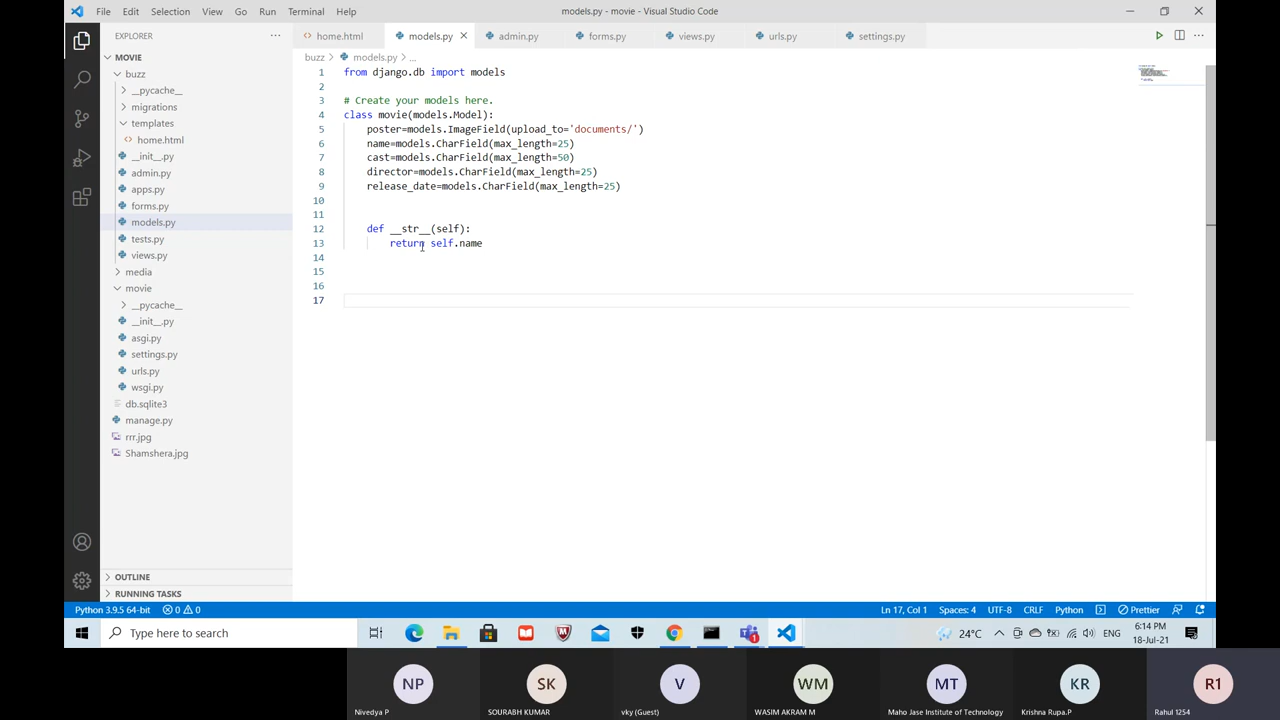 File Edit Selection View Go Run Terminal Help
models.py - movie - Visual Studio Code
EXPLORER
home.html
models.py
admin.py
forms.py
views.py
urls.py
settings.py
MOVIE
buzz
__pycache__
migrations
templates
home.html
__init__.py
admin.py
apps.py
forms.py
models.py
tests.py
views.py
media
movie
__pycache__
__init__.py
asgi.py
settings.py
urls.py
wsgi.py
db.sqlite3
manage.py
rrr.jpg
Shamshera.jpg
OUTLINE
RUNNING TASKS
buzz > models.py > ...
1 from django.db import models
2
3 # Create your models here.
4 class movie(models.Model):
5 poster=models.ImageField(upload_to='documents/')
6 name=models.CharField(max_length=25)
7 cast=models.CharField(max_length=50)
8 director=models.CharField(max_length=25)
9 release_date=models.CharField(max_length=25)
10
11
12 def __str__(self):
13 return self.name
14
15
16
17
Python 3.9.5 64-bit 0 0
Ln 17, Col 1 Spaces: 4 UTF-8 CRLF Python Prettier
Type here to search
1
24°C
ENG
6:14 PM
18-Jul-21
NP
SK
V
WM
MT
KR
R1
Nivedya P
SOURABH KUMAR
vky (Guest)
WASIM AKRAM M
Maho Jase Institute of Technology
Krishna Rupa.P
Rahul 1254